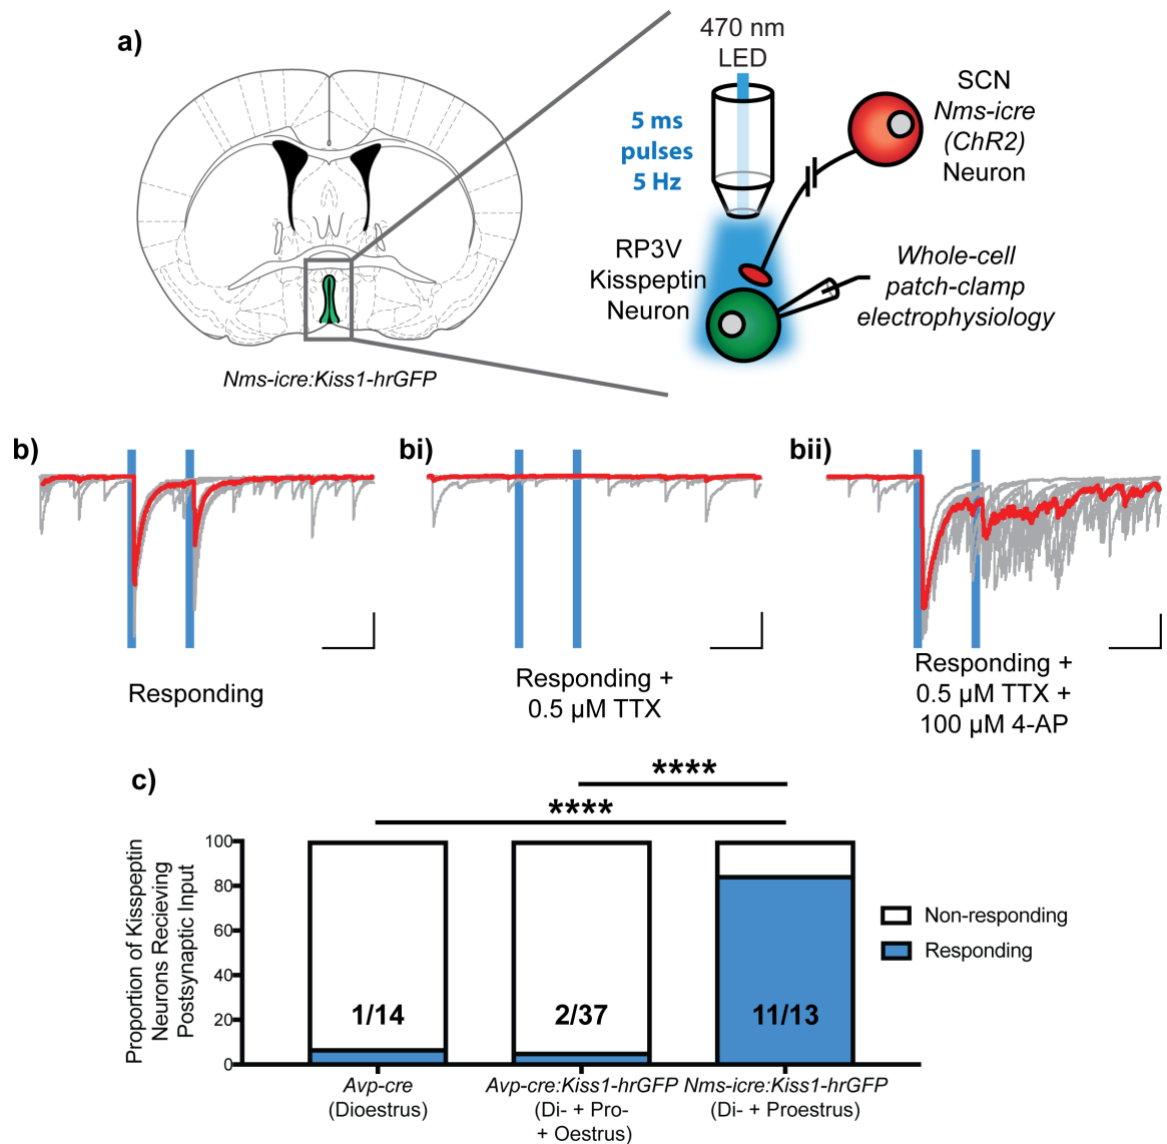 a)
470 nm
LED
5 ms
pulses
5 Hz
SCN
Nms-icre
(ChR2)
Neuron
RP3V
Kisspeptin
Neuron
Whole-cell
patch-clamp
electrophysiology
Nms-icre:Kiss1-hrGFP
b)
Responding
bi)
Responding +
0.5 µM TTX
bii)
Responding +
0.5 µM TTX +
100 µM 4-AP
c)
****
****
Proportion of Kisspeptin
Neurons Recieving
Postsynaptic Input
100
80
60
40
20
0
1/14
2/37
11/13
Non-responding
Responding
Avp-cre
(Dioestrus)
Avp-cre:Kiss1-hrGFP
(Di- + Pro-
+ Oestrus)
Nms-icre:Kiss1-hrGFP
(Di- + Proestrus)